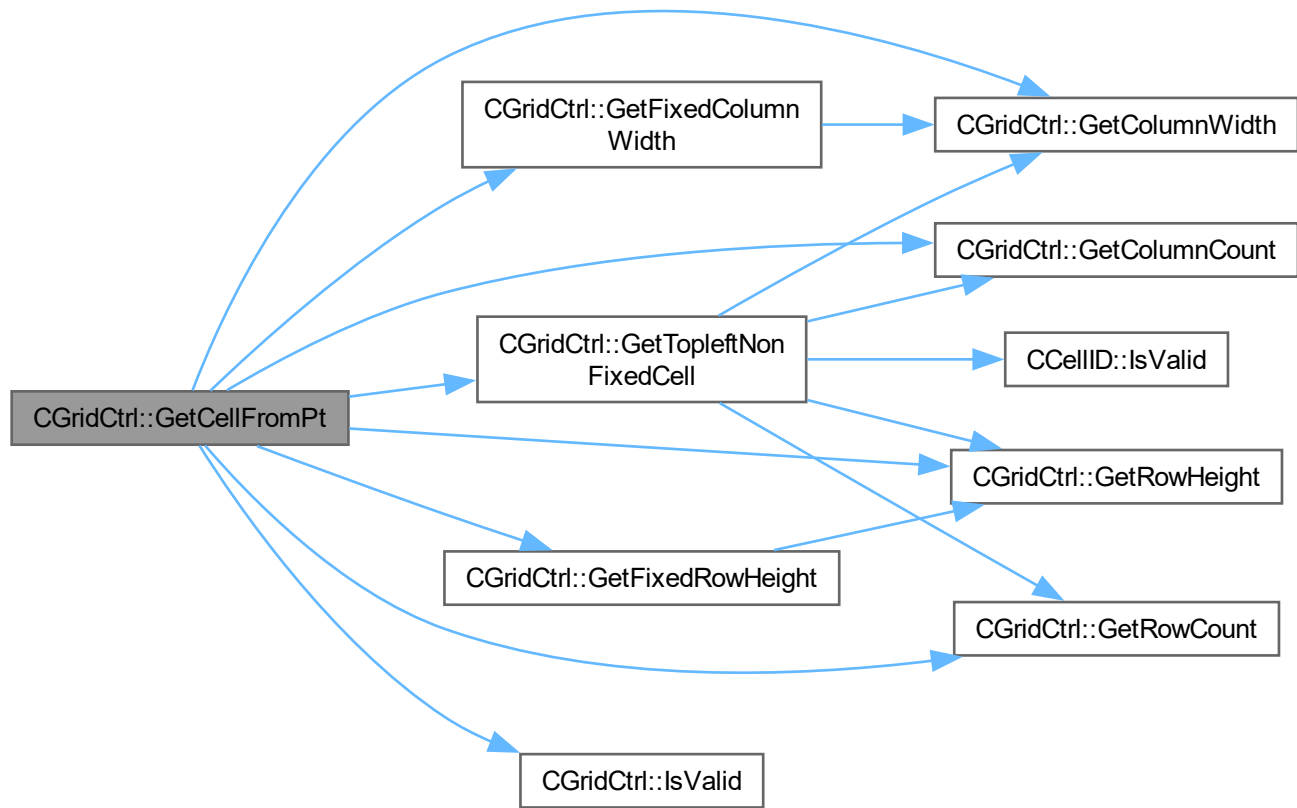 CGridCtrl::GetCellFromPt
CGridCtrl::GetFixedColumn
Width
CGridCtrl::GetColumnWidth
CGridCtrl::GetColumnCount
CGridCtrl::GetTopleftNon
FixedCell
CCellID::IsValid
CGridCtrl::GetRowHeight
CGridCtrl::GetFixedRowHeight
CGridCtrl::GetRowCount
CGridCtrl::IsValid